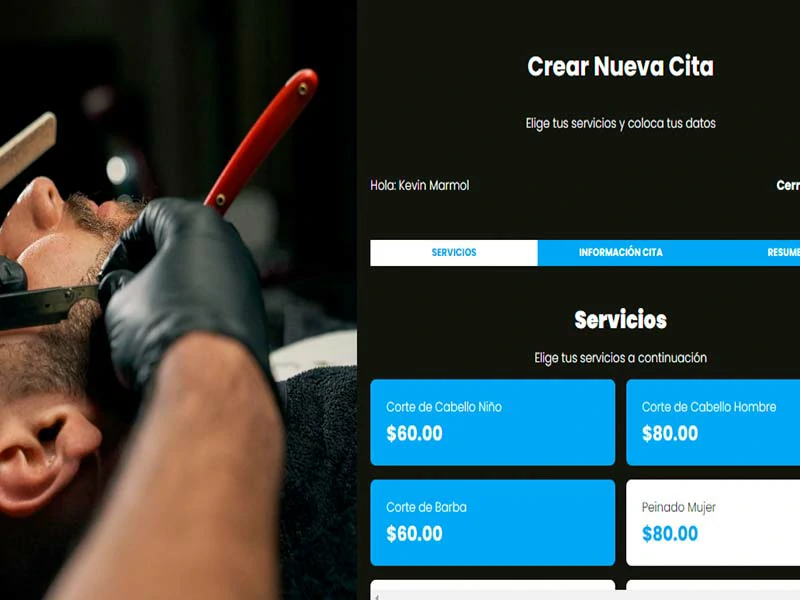 Crear Nueva Cita
Elige tus servicios y coloca tus datos
Hola: Kevin Marmol
Cerr
SERVICIOS
INFORMACIÓN CITA
RESUME
Servicios
Elige tus servicios a continuación
Corte de Cabello Niño
$60.00
Corte de Cabello Hombre
$80.00
Corte de Barba
$60.00
Peinado Mujer
$80.00